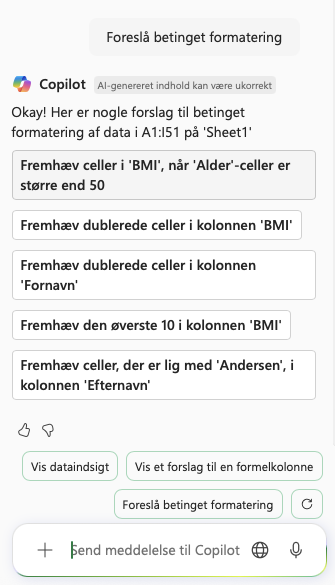 Foreslå betinget formatering
Copilot AI-genereret indhold kan være ukorrekt
Okay! Her er nogle forslag til betinget
formatering af data i A1:I51 på 'Sheet1'
Fremhæv celler i 'BMI', når 'Alder'-celler er
større end 50
Fremhæv dublerede celler i kolonnen 'BMI'
Fremhæv dublerede celler i kolonnen
'Fornavn'
Fremhæv den øverste 10 i kolonnen 'BMI'
Fremhæv celler, der er lig med 'Andersen', i
kolonnen 'Efternavn'
Vis dataindsigt
Vis et forslag til en formelkolonne
Foreslå betinget formatering
Send meddelelse til Copilot